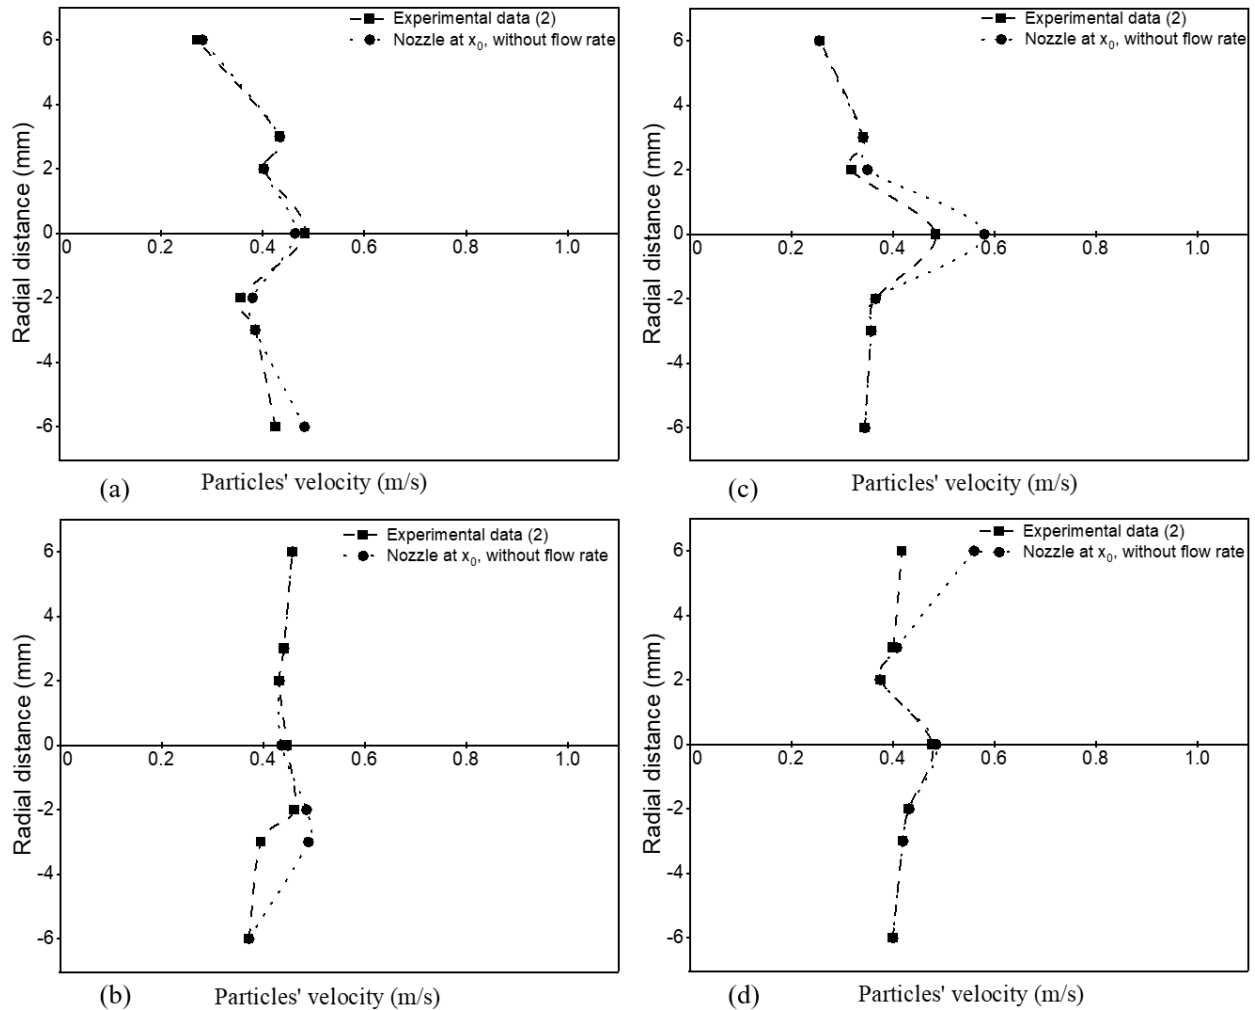 Experimental data (2)
Nozzle at x0, without flow rate
6
4
2
0
-2
-4
-6
0 0.2 0.4 0.6 0.8 1.0
Radial distance (mm)
(a) Particles' velocity (m/s)
Experimental data (2)
Nozzle at x0, without flow rate
6
4
2
0
-2
-4
-6
0 0.2 0.4 0.6 0.8 1.0
Radial distance (mm)
(c) Particles' velocity (m/s)
Experimental data (2)
Nozzle at x0, without flow rate
6
4
2
0
-2
-4
-6
0 0.2 0.4 0.6 0.8 1.0
Radial distance (mm)
(b) Particles' velocity (m/s)
Experimental data (2)
Nozzle at x0, without flow rate
6
4
2
0
-2
-4
-6
0 0.2 0.4 0.6 0.8 1.0
Radial distance (mm)
(d) Particles' velocity (m/s)